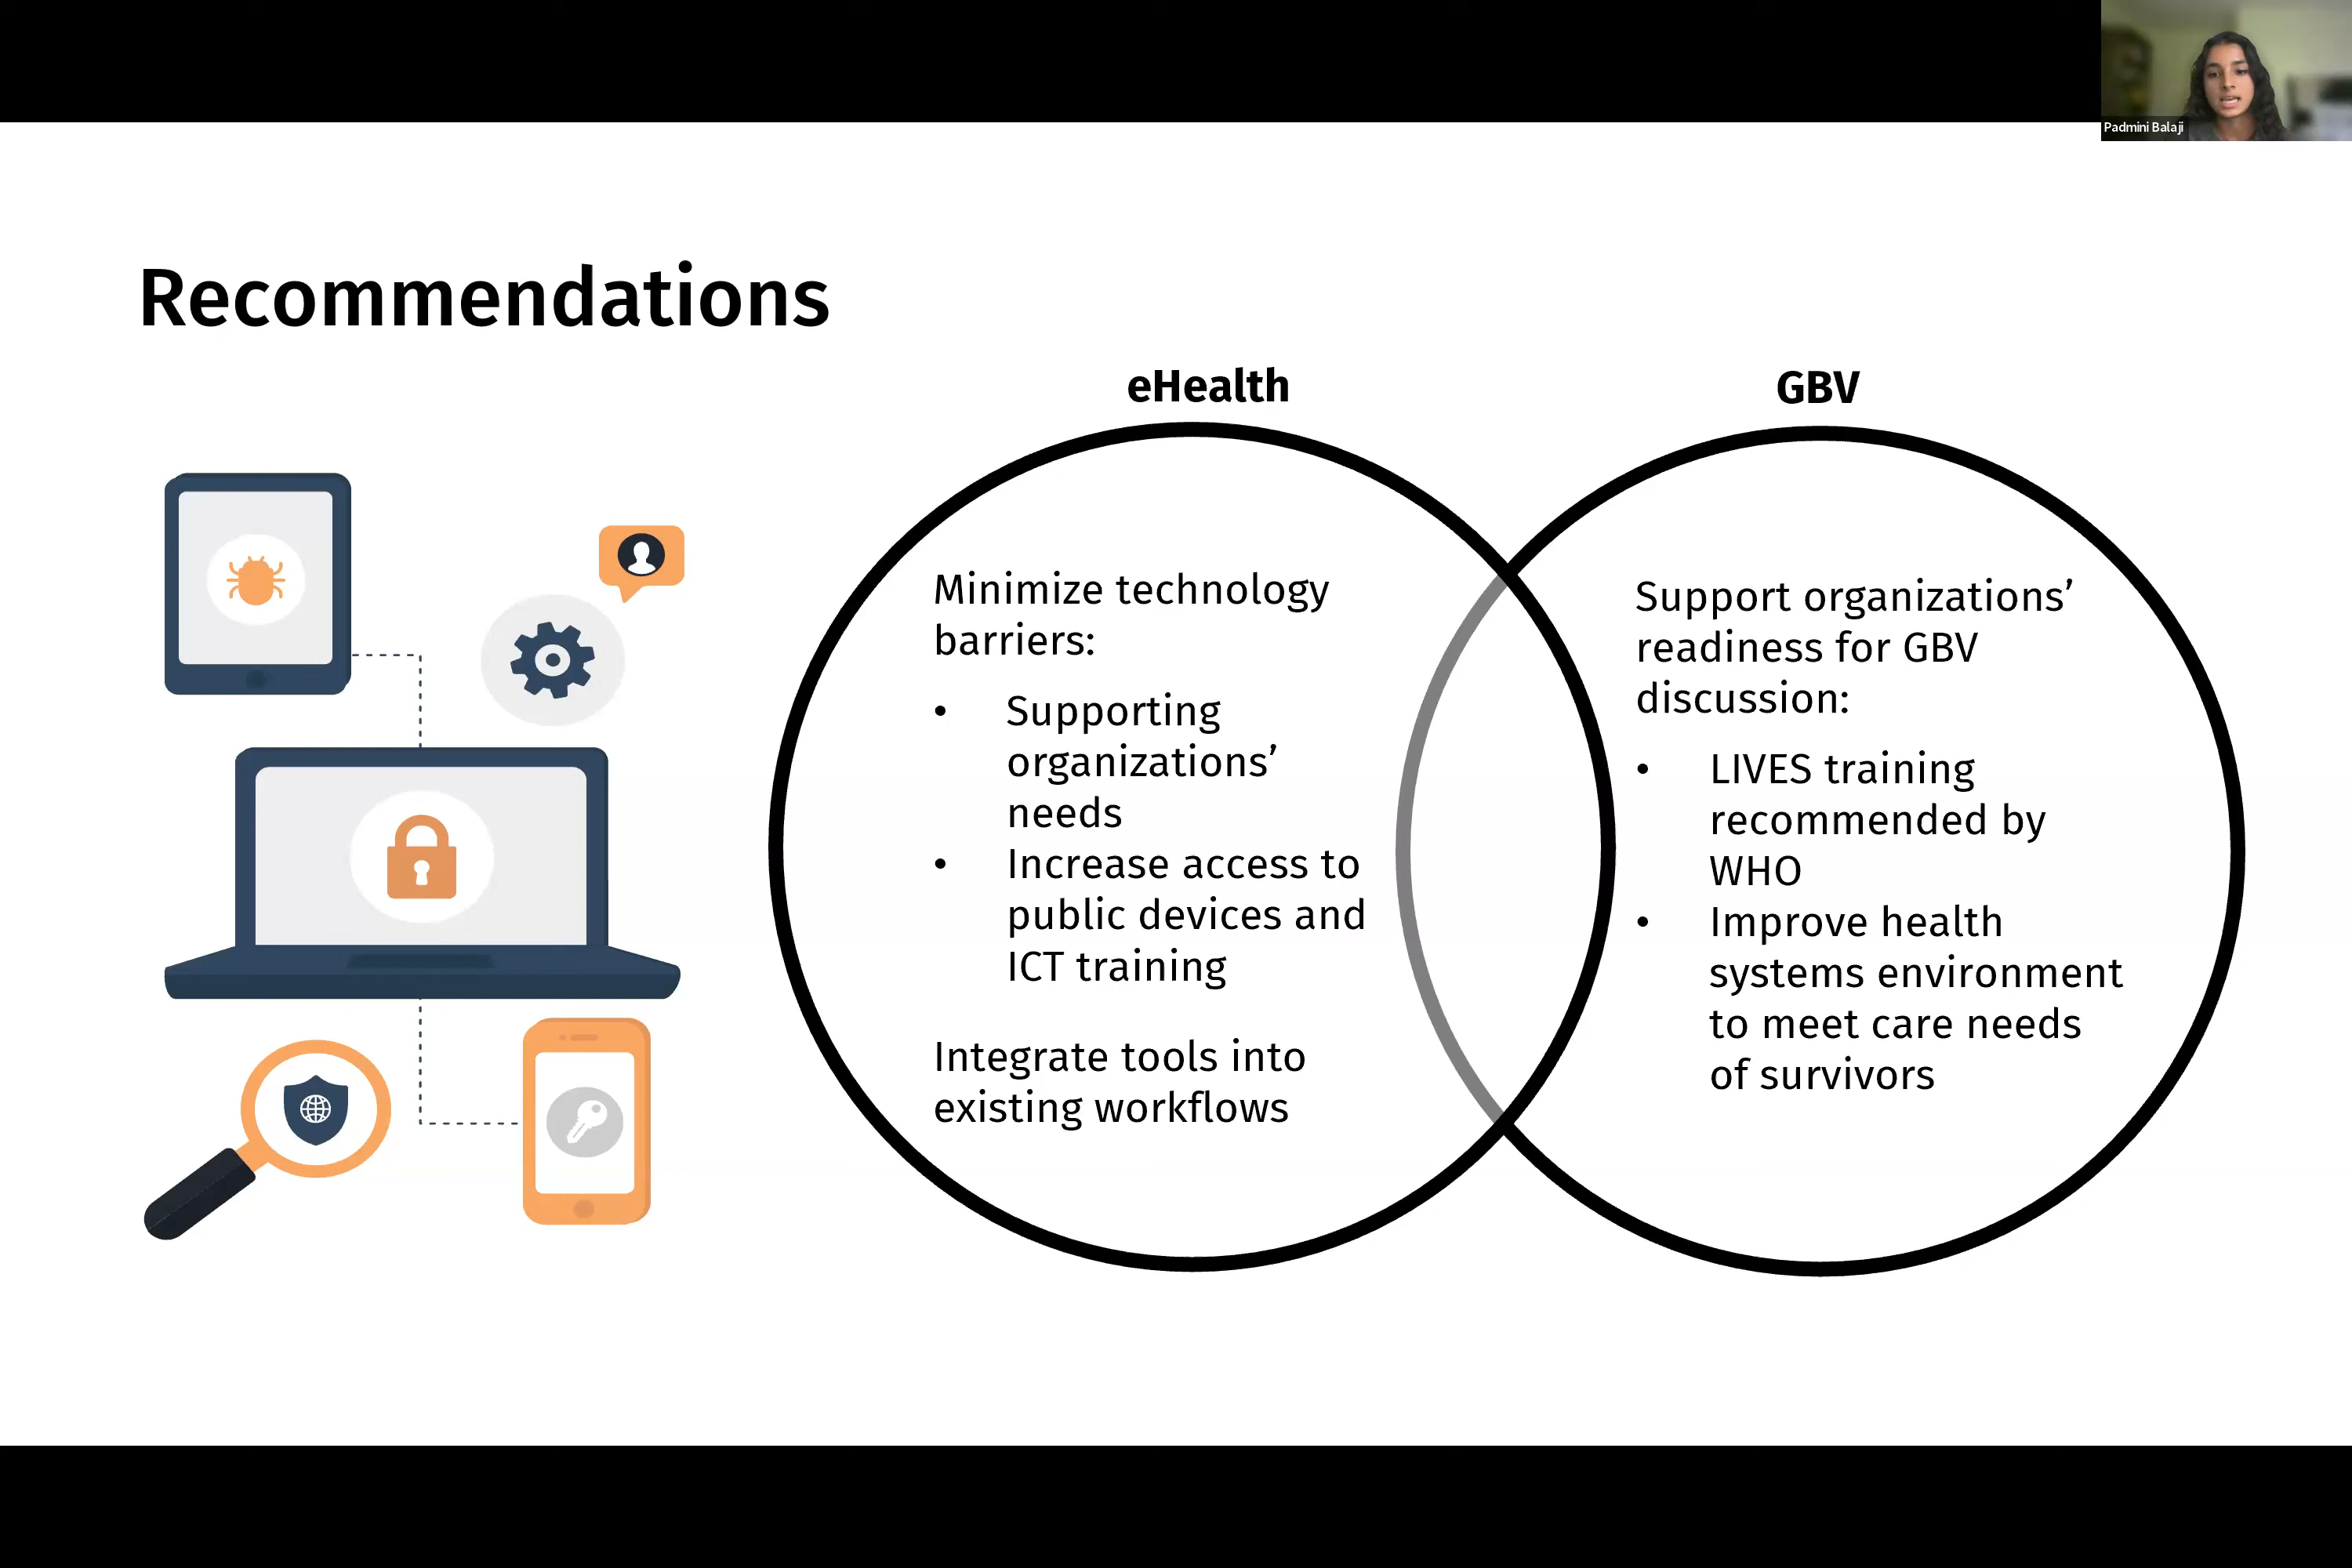 Padmini Balaji
Recommendations
eHealth
Minimize technology
barriers:
• Supporting
organizations’
needs
• Increase access to
public devices and
ICT training
Integrate tools into
existing workflows
GBV
Support organizations’
readiness for GBV
discussion:
• LIVES training
recommended by
WHO
• Improve health
systems environment
to meet care needs
of survivors